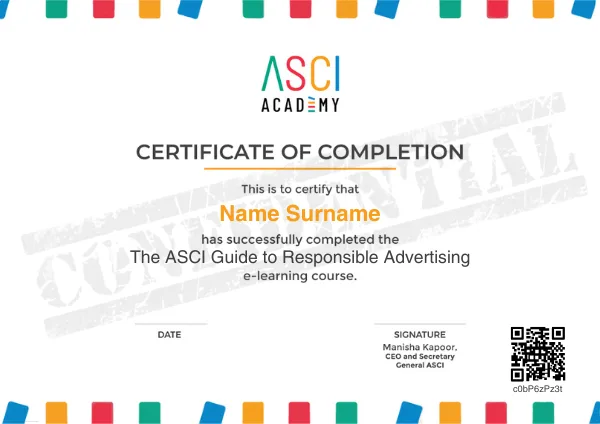 ASCI
ACADEMY
CERTIFICATE OF COMPLETION
This is to certify that
Name Surname
has successfully completed the
The ASCI Guide to Responsible Advertising
e-learning course.
CONFIDENTIAL
DATE
SIGNATURE
Manisha Kapoor,
CEO and Secretary
General ASCI
c0bP6zPz3t